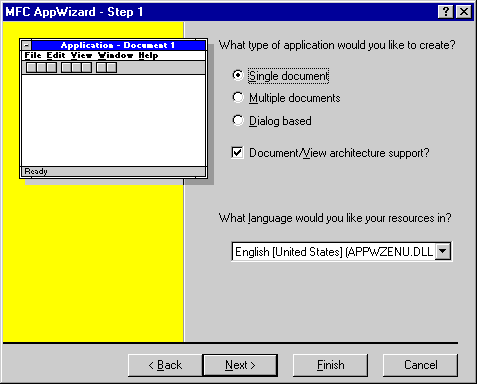 MFC AppWizard - Step 1
Application - Document 1
File Edit View Window Help
Ready
What type of application would you like to create?
Single document
Multiple documents
Dialog based
Document/View architecture support?
What language would you like your resources in?
English [United States] (APPWZENU.DLL
< Back
Next >
Finish
Cancel